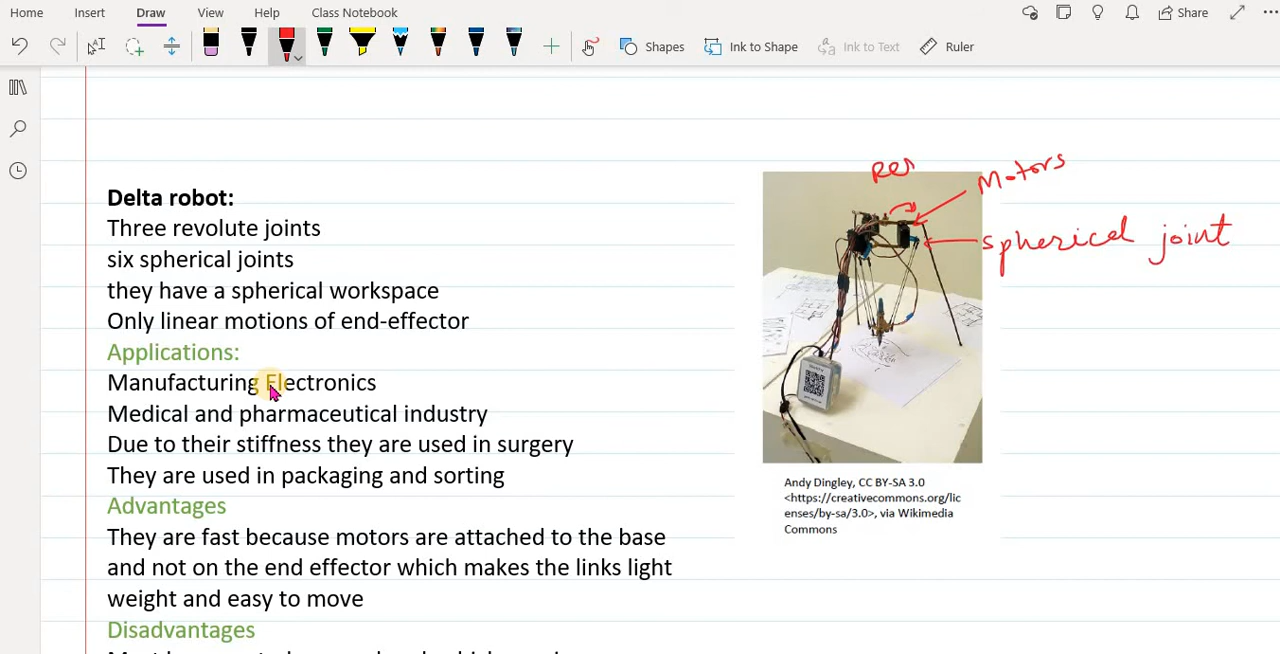 Home Insert Draw View Help Class Notebook Share
Shapes Ink to Shape Ink to Text Ruler
Motors
spherical joint
Delta robot:
Three revolute joints
six spherical joints
they have a spherical workspace
Only linear motions of end-effector
Applications:
Manufacturing Electronics
Medical and pharmaceutical industry
Due to their stiffness they are used in surgery
They are used in packaging and sorting
Advantages
They are fast because motors are attached to the base
and not on the end effector which makes the links light
weight and easy to move
Disadvantages
Andy Dingley, CC BY-SA 3.0
<https://creativecommons.org/lic
enses/by-sa/3.0>, via Wikimedia
Commons